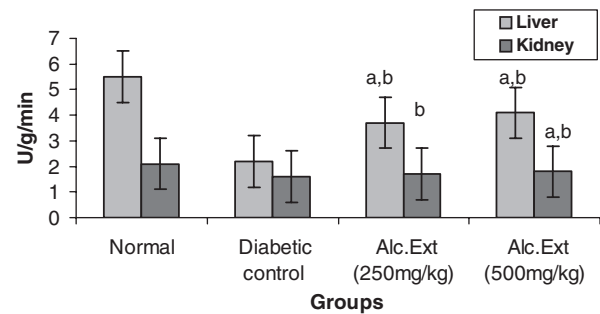 Liver
Kidney
7
6
5
4
3
2
1
0
U/g/min
a,b
b
a,b
a,b
Normal
Diabetic
control
Alc.Ext
(250mg/kg)
Alc.Ext
(500mg/kg)
Groups